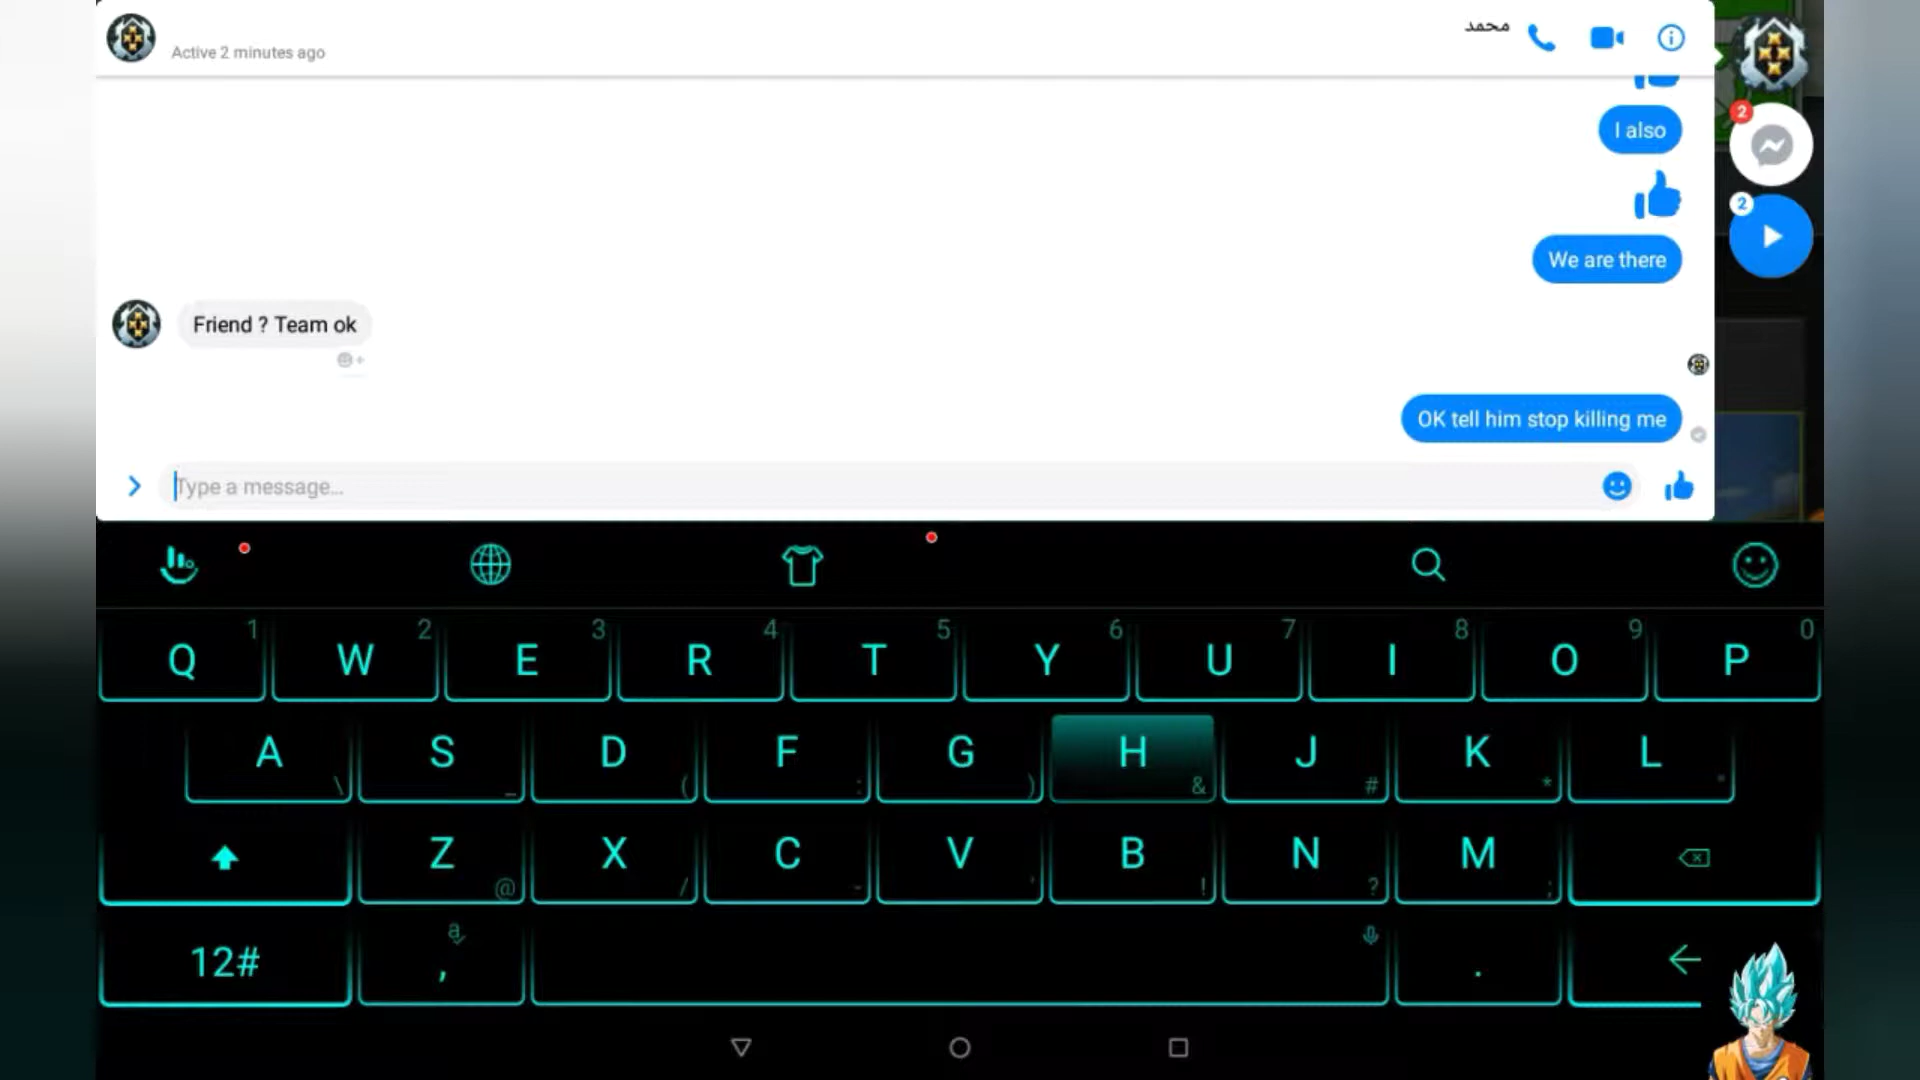 محمد
Active 2 minutes ago
I also
2
We are there
2
Friend ? Team ok
OK tell him stop killing me
Type a message...
1 2 3 4 5 6 7 8 9 0
Q W E R T Y U I O P
A S D F G H J K L
\ _ ( : ) & # *
Z X C V B N M
@ / - ' ! ? ;
a
12# , .